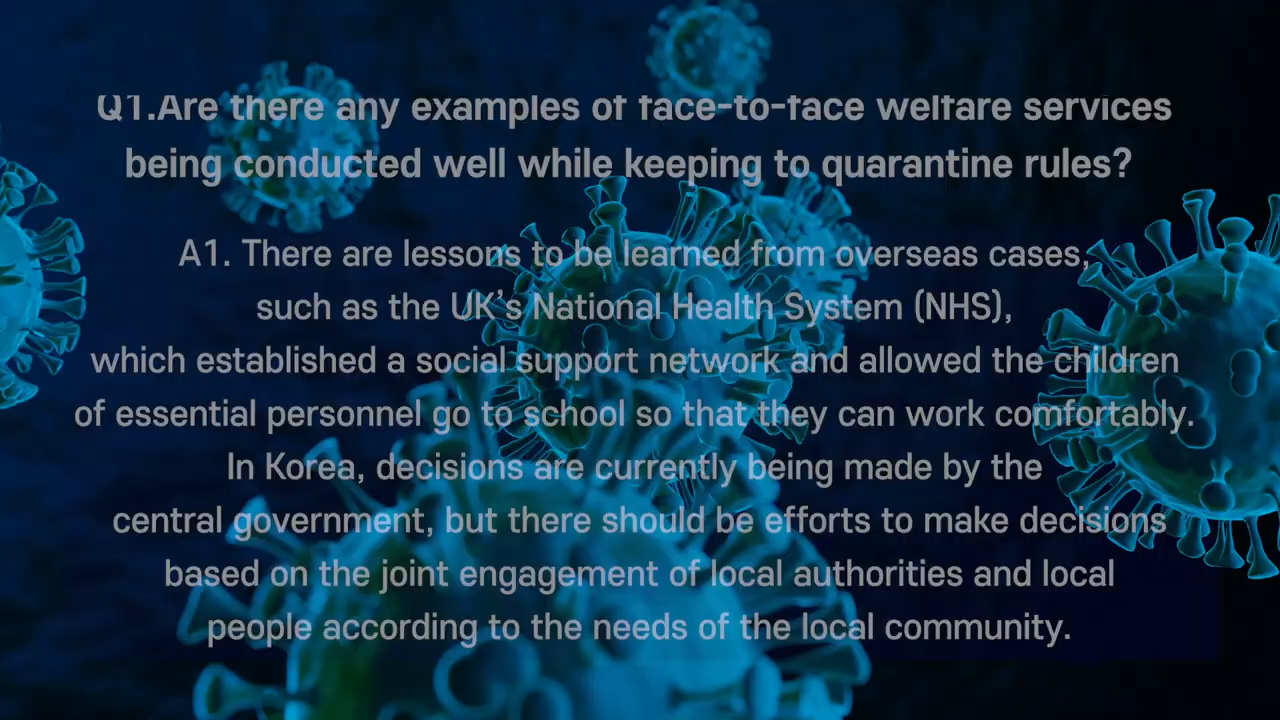 Q1.Are there any examples of face-to-face welfare services
being conducted well while keeping to quarantine rules?
A1. There are lessons to be learned from overseas cases,
such as the UK's National Health System (NHS),
which established a social support network and allowed the children
of essential personnel go to school so that they can work comfortably.
In Korea, decisions are currently being made by the
central government, but there should be efforts to make decisions
based on the joint engagement of local authorities and local
people according to the needs of the local community.